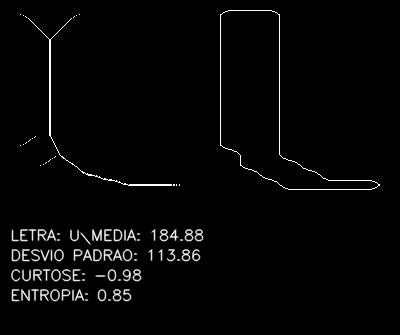 LETRA: U\MEDIA: 184.88
DESVIO PADRAO: 113.86
CURTOSE: -0.98
ENTROPIA: 0.85